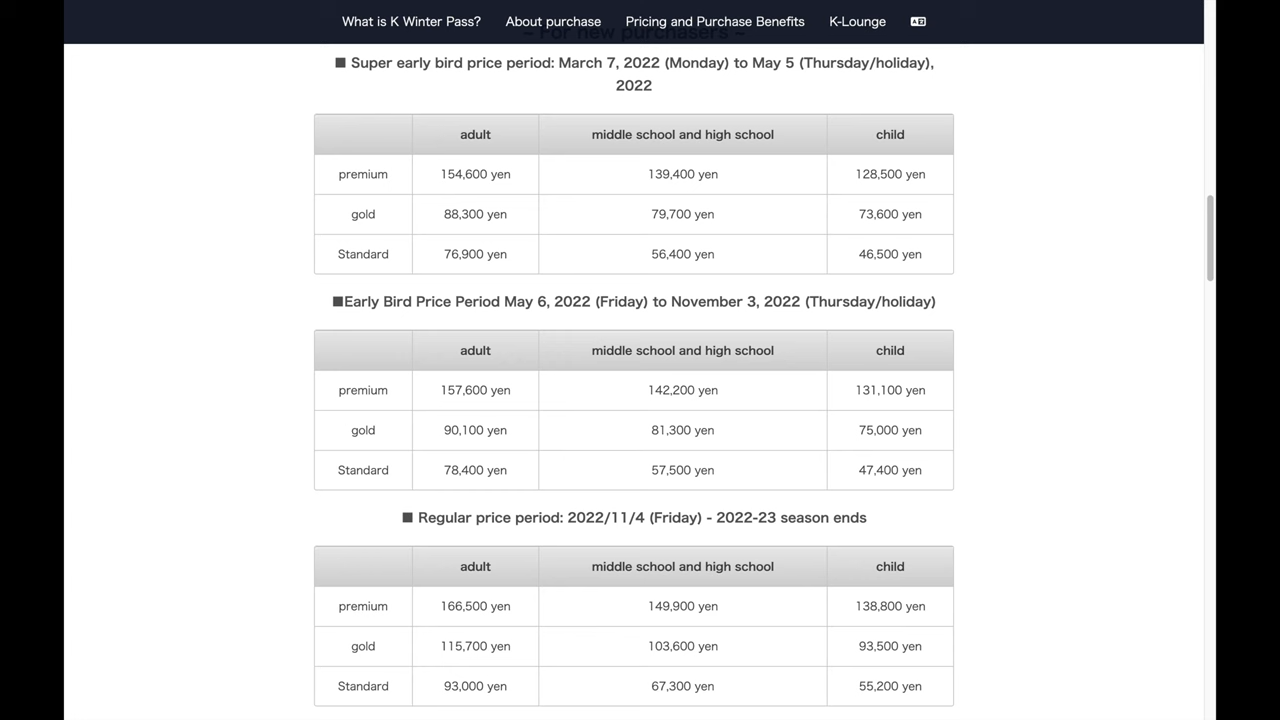 What is K Winter Pass? About purchase Pricing and Purchase Benefits K-Lounge
~ For new purchasers ~
■ Super early bird price period: March 7, 2022 (Monday) to May 5 (Thursday/holiday),
2022
adult middle school and high school child
premium 154,600 yen 139,400 yen 128,500 yen
gold 88,300 yen 79,700 yen 73,600 yen
Standard 76,900 yen 56,400 yen 46,500 yen
■Early Bird Price Period May 6, 2022 (Friday) to November 3, 2022 (Thursday/holiday)
adult middle school and high school child
premium 157,600 yen 142,200 yen 131,100 yen
gold 90,100 yen 81,300 yen 75,000 yen
Standard 78,400 yen 57,500 yen 47,400 yen
■ Regular price period: 2022/11/4 (Friday) - 2022-23 season ends
adult middle school and high school child
premium 166,500 yen 149,900 yen 138,800 yen
gold 115,700 yen 103,600 yen 93,500 yen
Standard 93,000 yen 67,300 yen 55,200 yen